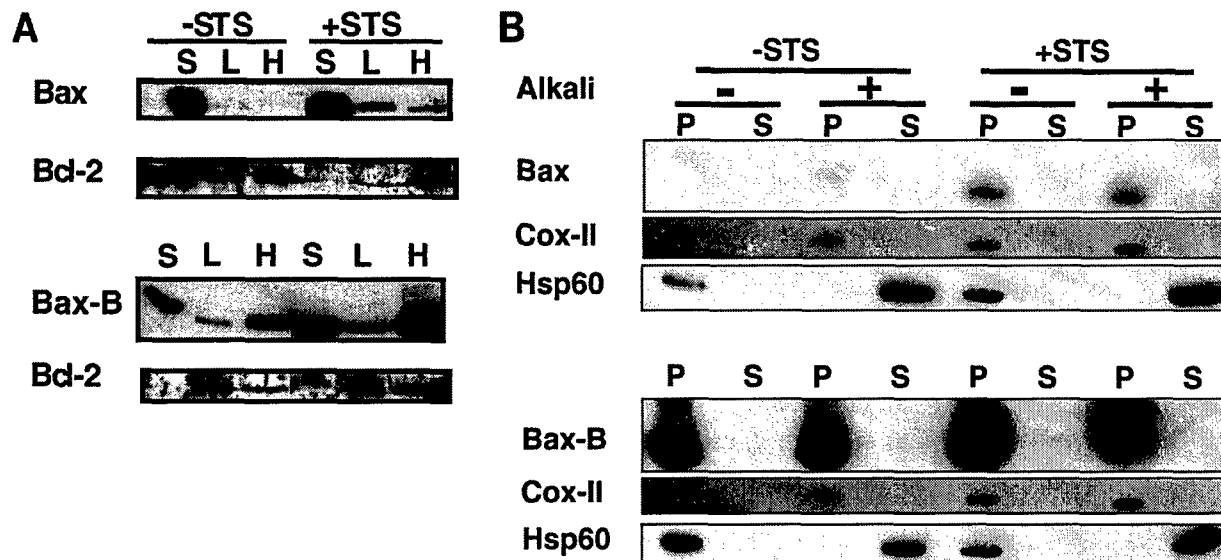 A
-STS +STS
S L H S L H
Bax
Bcl-2
S L H S L H
Bax-B
Bcl-2
B
-STS +STS
Alkali - + - +
P S P S P S P S
Bax
Cox-II
Hsp60
P S P S P S P S
Bax-B
Cox-II
Hsp60